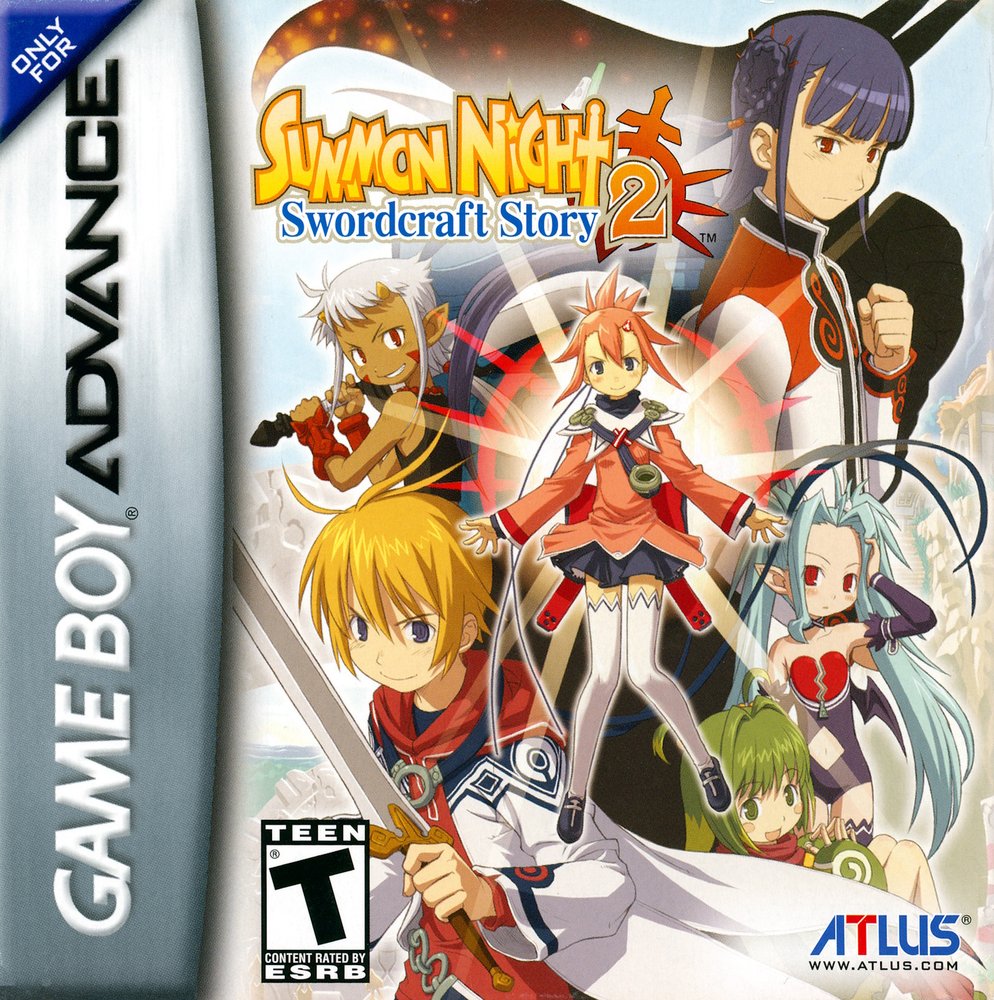 ONLY
FOR
GAME BOY ADVANCE
®
SUMMON NIGHT
Swordcraft Story 2
TM
TEEN
®
T
CONTENT RATED BY
ESRB
ATLUS®
WWW.ATLUS.COM